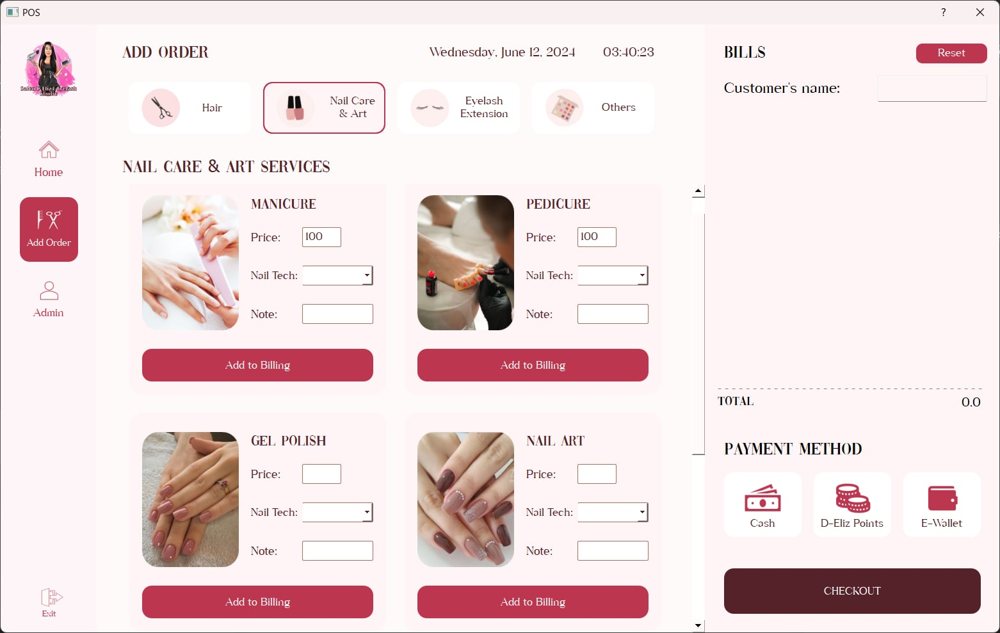 POS
?
Salon D-Eliz & Eyelash
Studio
Home
Add Order
Admin
Exit
ADD ORDER
Wednesday, June 12, 2024
03:40:23
Hair
Nail Care
& Art
Eyelash
Extension
Others
NAIL CARE & ART SERVICES
MANICURE
Price: 100
Nail Tech:
Note:
Add to Billing
PEDICURE
Price: 100
Nail Tech:
Note:
Add to Billing
GEL POLISH
Price:
Nail Tech:
Note:
Add to Billing
NAIL ART
Price:
Nail Tech:
Note:
Add to Billing
BILLS
Reset
Customer's name:
TOTAL 0.0
PAYMENT METHOD
Cash
D-Eliz Points
E-Wallet
CHECKOUT